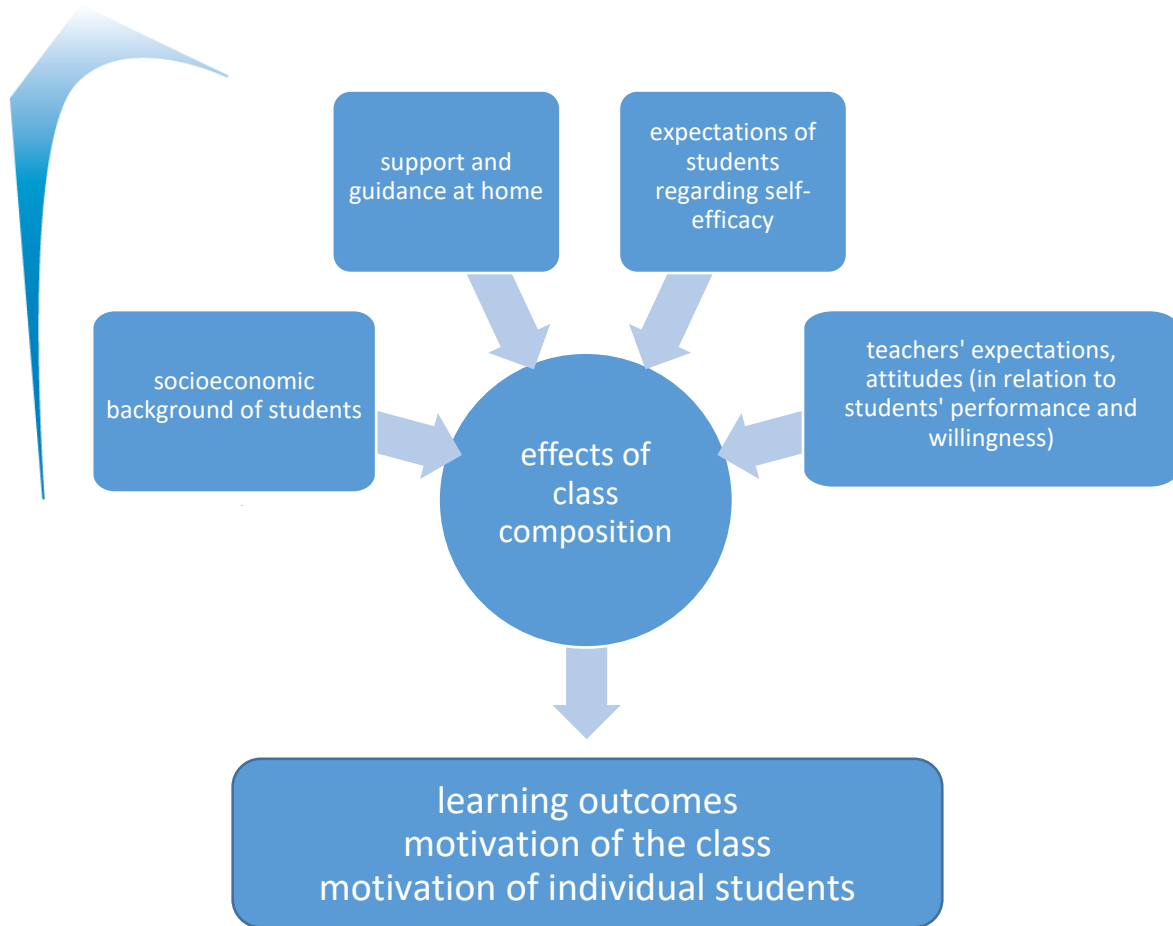 support and
guidance at home
expectations of
students
regarding self-
efficacy
socioeconomic
background of students
teachers' expectations,
attitudes (in relation to
students' performance and
willingness)
effects of
class
composition
learning outcomes
motivation of the class
motivation of individual students